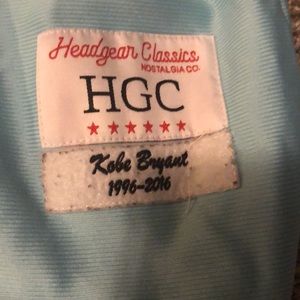 Headgear Classics
NOSTALGIA CO.
HGC
Kobe Bryant
1996-2016